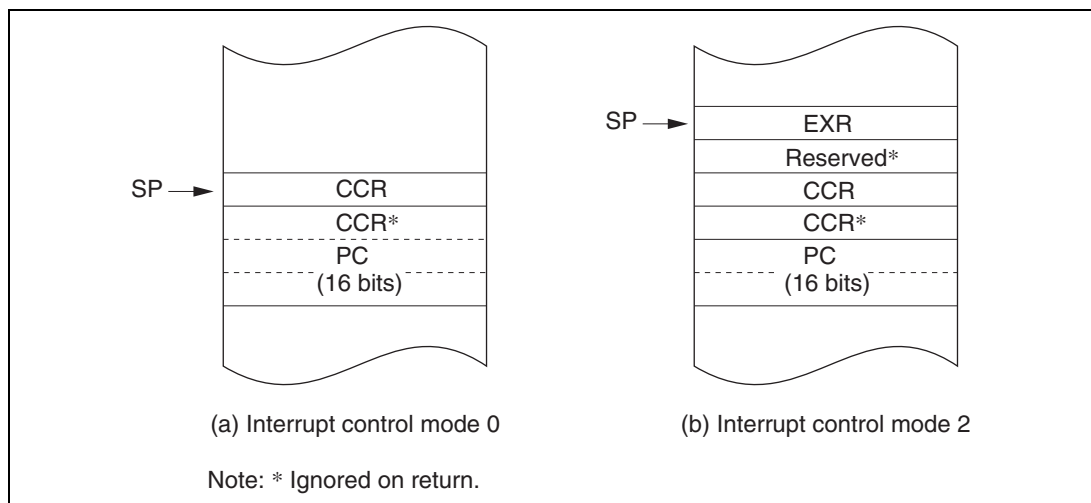 SP
CCR
CCR*
PC
(16 bits)
(a) Interrupt control mode 0
SP
EXR
Reserved*
CCR
CCR*
PC
(16 bits)
(b) Interrupt control mode 2
Note: * Ignored on return.